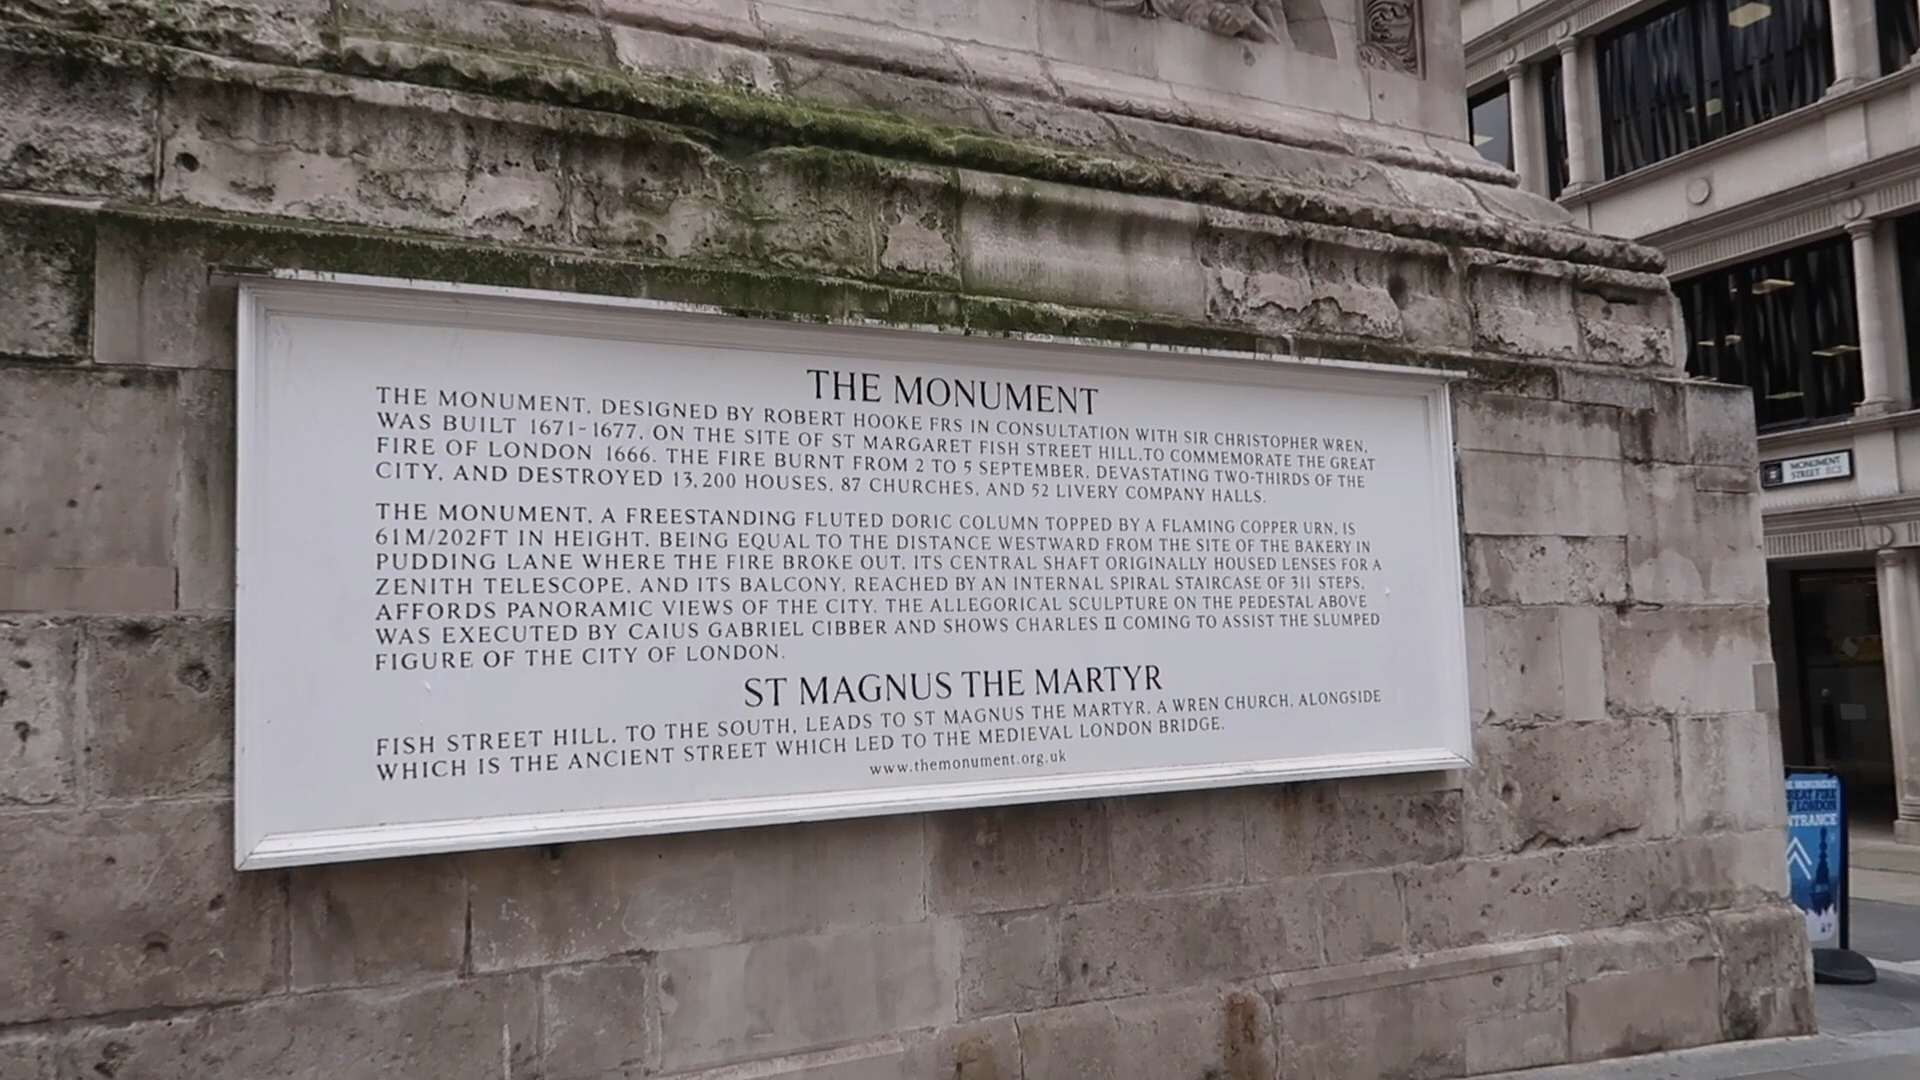 THE MONUMENT
THE MONUMENT, DESIGNED BY ROBERT HOOKE FRS IN CONSULTATION WITH SIR CHRISTOPHER WREN,
WAS BUILT 1671-1677, ON THE SITE OF ST MARGARET FISH STREET HILL, TO COMMEMORATE THE GREAT
FIRE OF LONDON 1666. THE FIRE BURNT FROM 2 TO 5 SEPTEMBER, DEVASTATING TWO-THIRDS OF THE
CITY, AND DESTROYED 13,200 HOUSES, 87 CHURCHES, AND 52 LIVERY COMPANY HALLS.
THE MONUMENT, A FREESTANDING FLUTED DORIC COLUMN TOPPED BY A FLAMING COPPER URN, IS
61M/202FT IN HEIGHT, BEING EQUAL TO THE DISTANCE WESTWARD FROM THE SITE OF THE BAKERY IN
PUDDING LANE WHERE THE FIRE BROKE OUT. ITS CENTRAL SHAFT ORIGINALLY HOUSED LENSES FOR A
ZENITH TELESCOPE, AND ITS BALCONY, REACHED BY AN INTERNAL SPIRAL STAIRCASE OF 311 STEPS,
AFFORDS PANORAMIC VIEWS OF THE CITY. THE ALLEGORICAL SCULPTURE ON THE PEDESTAL ABOVE
WAS EXECUTED BY CAIUS GABRIEL CIBBER AND SHOWS CHARLES II COMING TO ASSIST THE SLUMPED
FIGURE OF THE CITY OF LONDON.
ST MAGNUS THE MARTYR
FISH STREET HILL, TO THE SOUTH, LEADS TO ST MAGNUS THE MARTYR, A WREN CHURCH, ALONGSIDE
WHICH IS THE ANCIENT STREET WHICH LED TO THE MEDIEVAL LONDON BRIDGE.
www.themonument.org.uk
MONUMENT
STREET EC3
OF LONDON